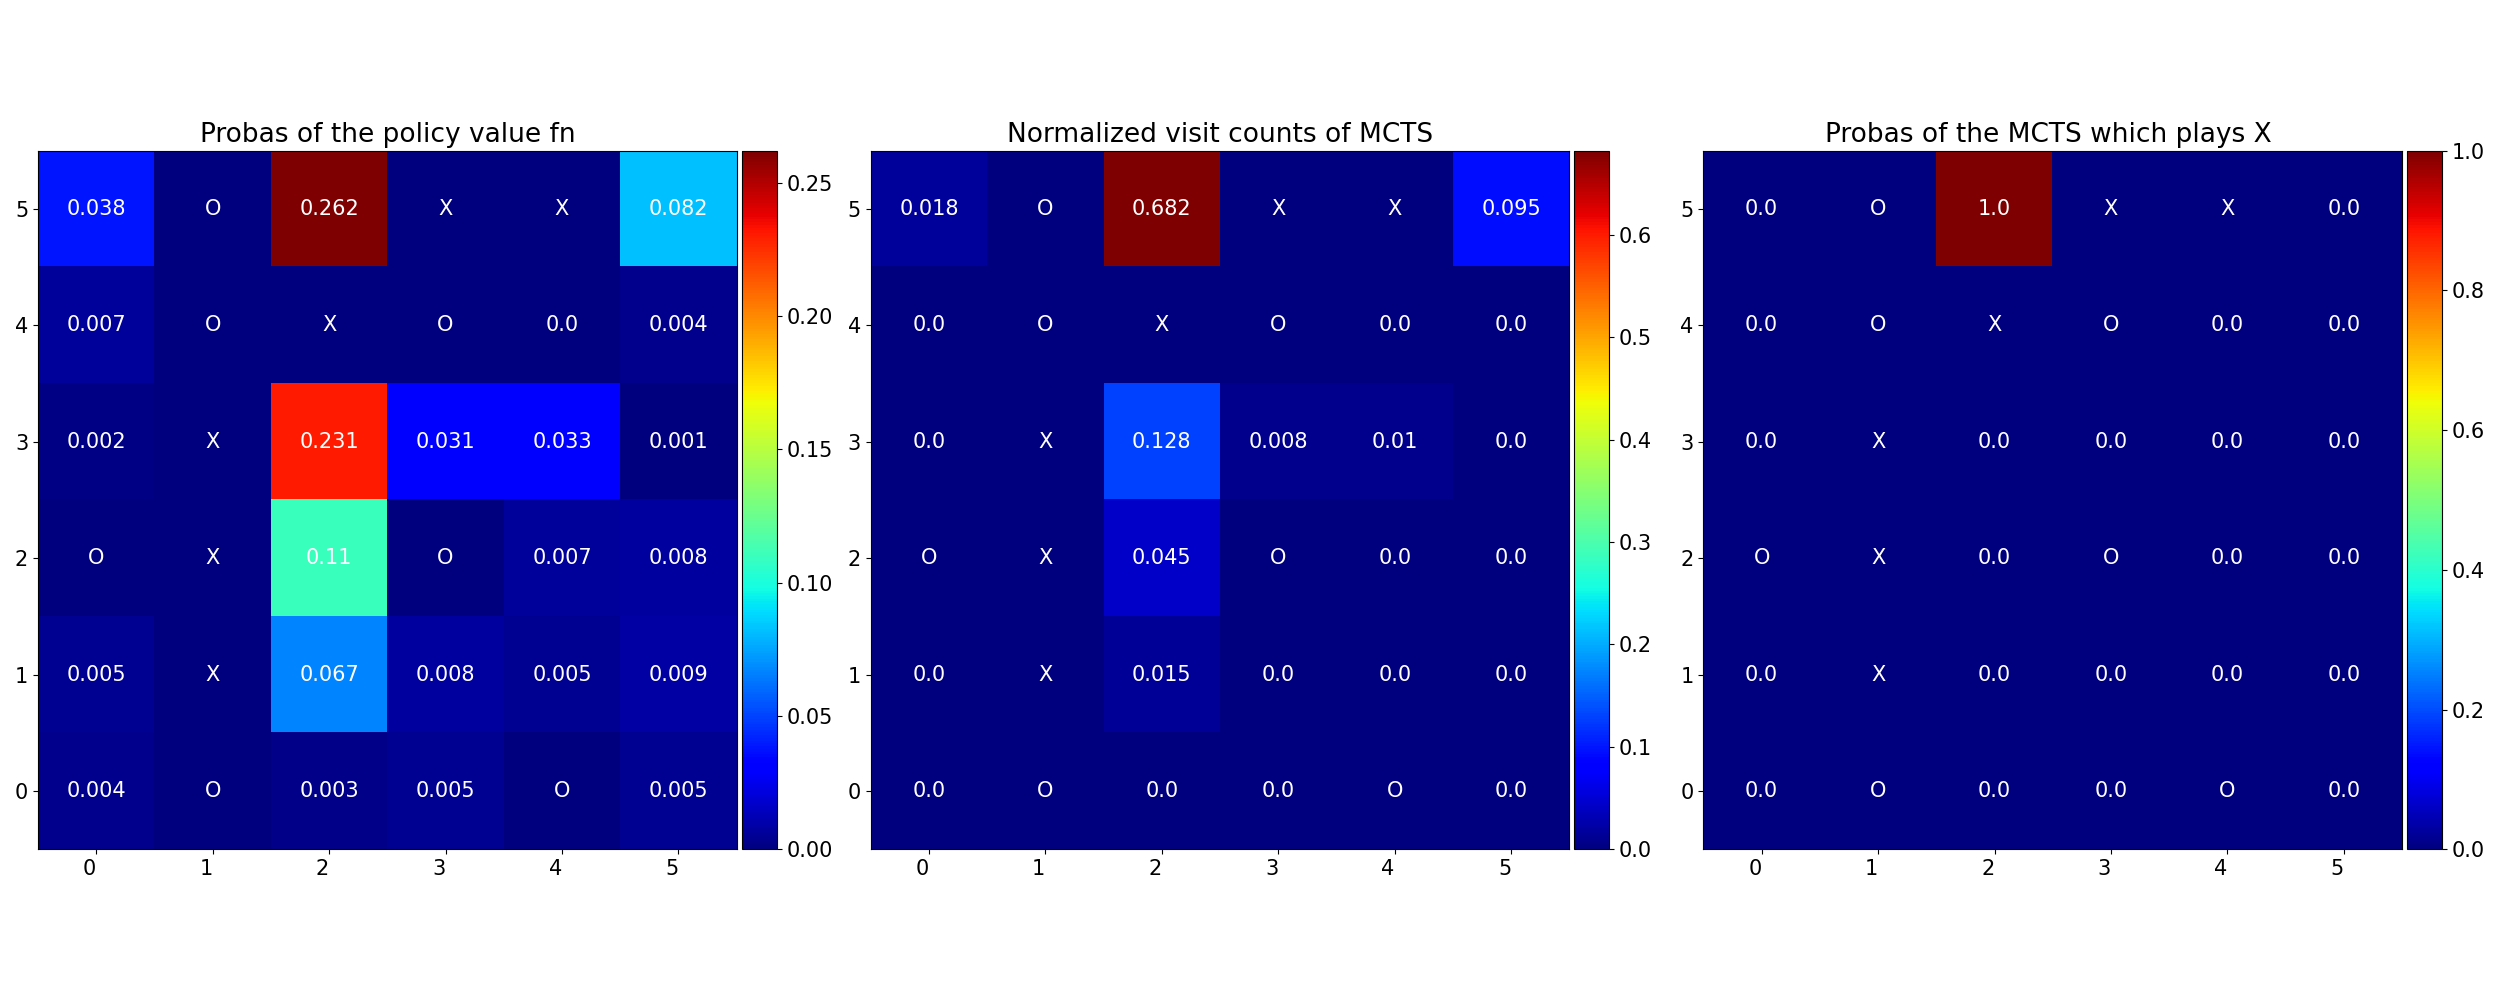 Probas of the policy value fn
5 0.038 O 0.262 X X 0.082
4 0.007 O X O 0.0 0.004
3 0.002 X 0.231 0.031 0.033 0.001
2 O X 0.11 O 0.007 0.008
1 0.005 X 0.067 0.008 0.005 0.009
0 0.004 O 0.003 0.005 O 0.005
0 1 2 3 4 5
0.25
0.20
0.15
0.10
0.05
0.00
Normalized visit counts of MCTS
5 0.018 O 0.682 X X 0.095
4 0.0 O X O 0.0 0.0
3 0.0 X 0.128 0.008 0.01 0.0
2 O X 0.045 O 0.0 0.0
1 0.0 X 0.015 0.0 0.0 0.0
0 0.0 O 0.0 0.0 O 0.0
0 1 2 3 4 5
0.6
0.5
0.4
0.3
0.2
0.1
0.0
Probas of the MCTS which plays X
5 0.0 O 1.0 X X 0.0
4 0.0 O X O 0.0 0.0
3 0.0 X 0.0 0.0 0.0 0.0
2 O X 0.0 O 0.0 0.0
1 0.0 X 0.0 0.0 0.0 0.0
0 0.0 O 0.0 0.0 O 0.0
0 1 2 3 4 5
1.0
0.8
0.6
0.4
0.2
0.0